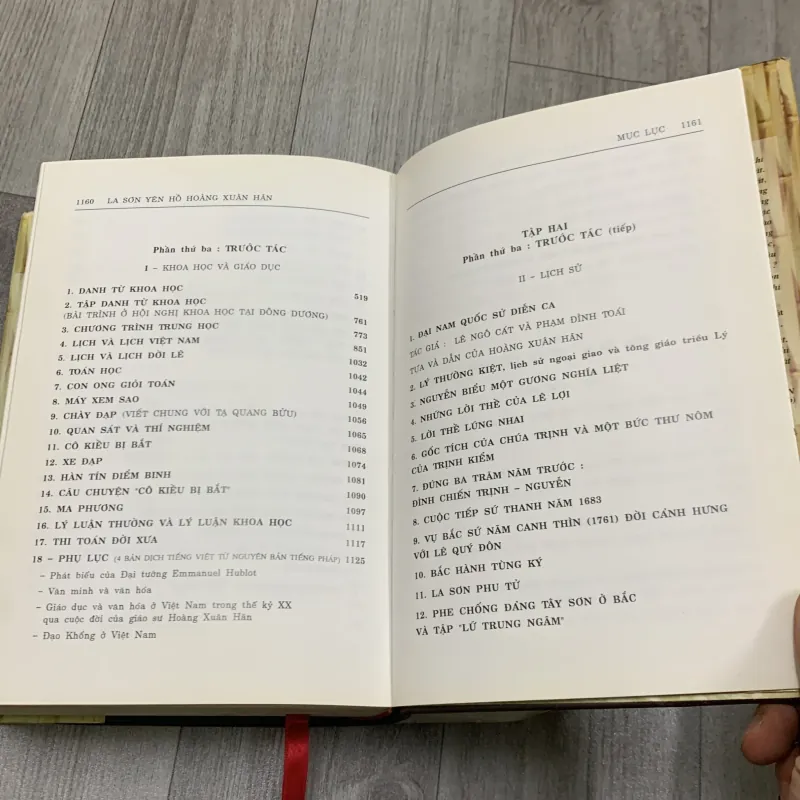 1160 LA SƠN YÊN HỒ HOÀNG XUÂN HÃN
Phần thứ ba : TRƯỚC TÁC
I – KHOA HỌC VÀ GIÁO DỤC
1. DANH TỪ KHOA HỌC 519
2. TẬP DANH TỪ KHOA HỌC
(BÀI TRÌNH Ở HỘI NGHỊ KHOA HỌC TẠI ĐÔNG DƯƠNG) 761
3. CHƯƠNG TRÌNH TRUNG HỌC 773
4. LỊCH VÀ LỊCH VIỆT NAM 851
5. LỊCH VÀ LỊCH ĐỜI LÊ 1032
6. TOÁN HỌC 1042
7. CON ONG GIỎI TOÁN 1044
8. MÁY XEM SAO 1049
9. CHÀY ĐẠP (VIẾT CHUNG VỚI TẠ QUANG BỬU) 1056
10. QUAN SÁT VÀ THÍ NGHIỆM 1065
11. CÔ KIỀU BỊ BẮT 1068
12. XE ĐẠP 1074
13. HÀN TÍN ĐIỂM BINH 1081
14. CÂU CHUYỆN "CÔ KIỀU BỊ BẮT" 1090
15. MA PHƯƠNG 1097
16. LÝ LUẬN THƯỜNG VÀ LÝ LUẬN KHOA HỌC 1111
17. THI TOÁN ĐỜI XƯA 1117
18 – PHỤ LỤC (4 BẢN DỊCH TIẾNG VIỆT TỪ NGUYÊN BẢN TIẾNG PHÁP) 1125
– Phát biểu của Đại tướng Emmanuel Hublot
– Văn minh và văn hóa
– Giáo dục và văn hóa ở Việt Nam trong thế kỷ XX
qua cuộc đời của giáo sư Hoàng Xuân Hãn
– Đạo Khổng ở Việt Nam
MỤC LỤC 1161
TẬP HAI
Phần thứ ba : TRƯỚC TÁC (tiếp)
II – LỊCH SỬ
1. ĐẠI NAM QUỐC SỬ DIỄN CA
TÁC GIẢ : LÊ NGÔ CÁT VÀ PHẠM ĐÌNH TOÁI
TỰA VÀ DẪN CỦA HOÀNG XUÂN HÃN
2. LÝ THƯỜNG KIỆT, lịch sử ngoại giao và tông giáo triều Lý
3. NGUYỄN BIỂU MỘT GƯƠNG NGHĨA LIỆT
4. NHỮNG LỜI THỀ CỦA LÊ LỢI
5. LỜI THỀ LŨNG NHAI
6. GỐC TÍCH CỦA CHÚA TRỊNH VÀ MỘT BỨC THƯ NÔM
CỦA TRỊNH KIỂM
7. ĐÚNG BA TRĂM NĂM TRƯỚC :
ĐÌNH CHIẾN TRỊNH – NGUYỄN
8. CUỘC TIẾP SỨ THANH NĂM 1683
9. VỤ BẮC SỨ NĂM CANH THÌN (1761) ĐỜI CẢNH HƯNG
VỚI LÊ QUÝ ĐÔN
10. BẮC HÀNH TÙNG KÝ
11. LA SƠN PHU TỬ
12. PHE CHỐNG ĐẢNG TÂY SƠN Ở BẮC
VÀ TẬP "LỮ TRUNG NGÂM"